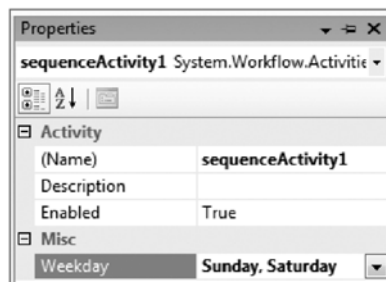 Properties
sequenceActivity1 System.Workflow.Activitie
Activity
(Name) sequenceActivity1
Description
Enabled True
Misc
Weekday Sunday, Saturday